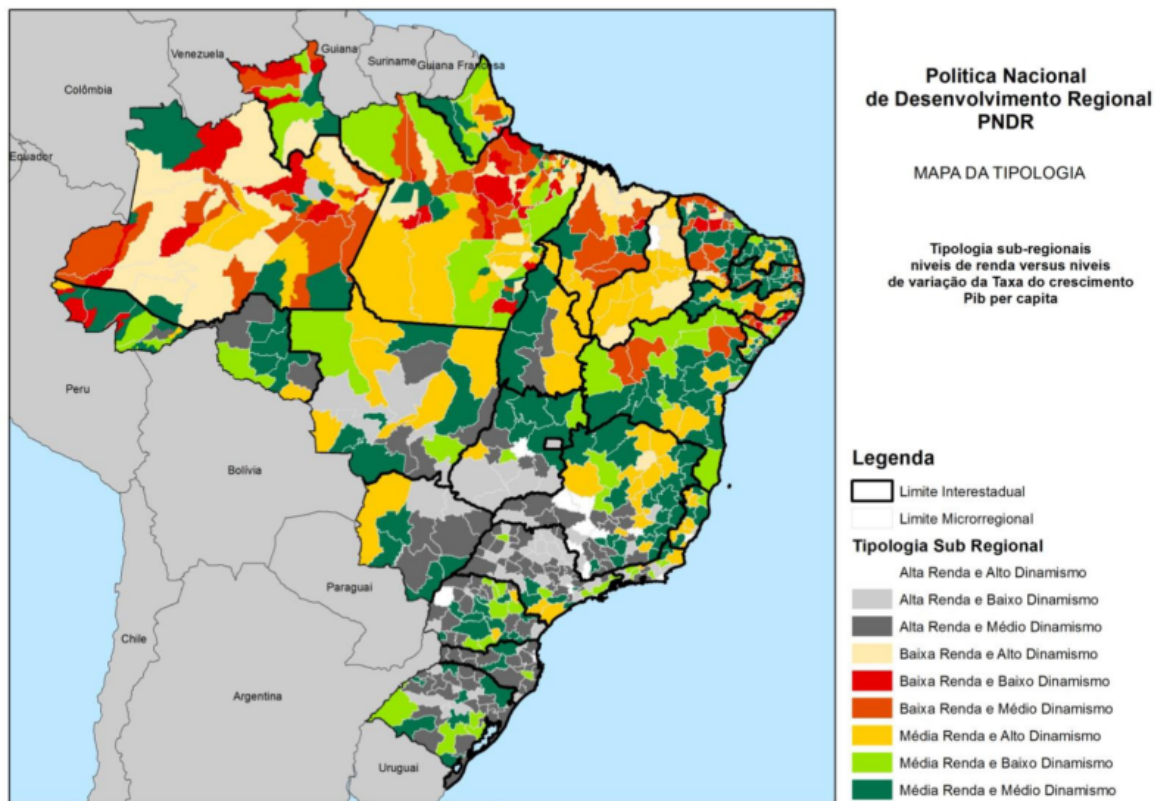 Politica Nacional
de Desenvolvimento Regional
PNDR
MAPA DA TIPOLOGIA
Tipologia sub-regionais
niveis de renda versus niveis
de variação da Taxa do crescimento
Pib per capita
Venezuela
Guiana
Suriname
Guiana Francesa
Colômbia
Equador
Peru
Bolívia
Paraguai
Chile
Argentina
Uruguai
Legenda
Limite Interestadual
Limite Microrregional
Tipologia Sub Regional
Alta Renda e Alto Dinamismo
Alta Renda e Baixo Dinamismo
Alta Renda e Médio Dinamismo
Baixa Renda e Alto Dinamismo
Baixa Renda e Baixo Dinamismo
Baixa Renda e Médio Dinamismo
Média Renda e Alto Dinamismo
Média Renda e Baixo Dinamismo
Média Renda e Médio Dinamismo